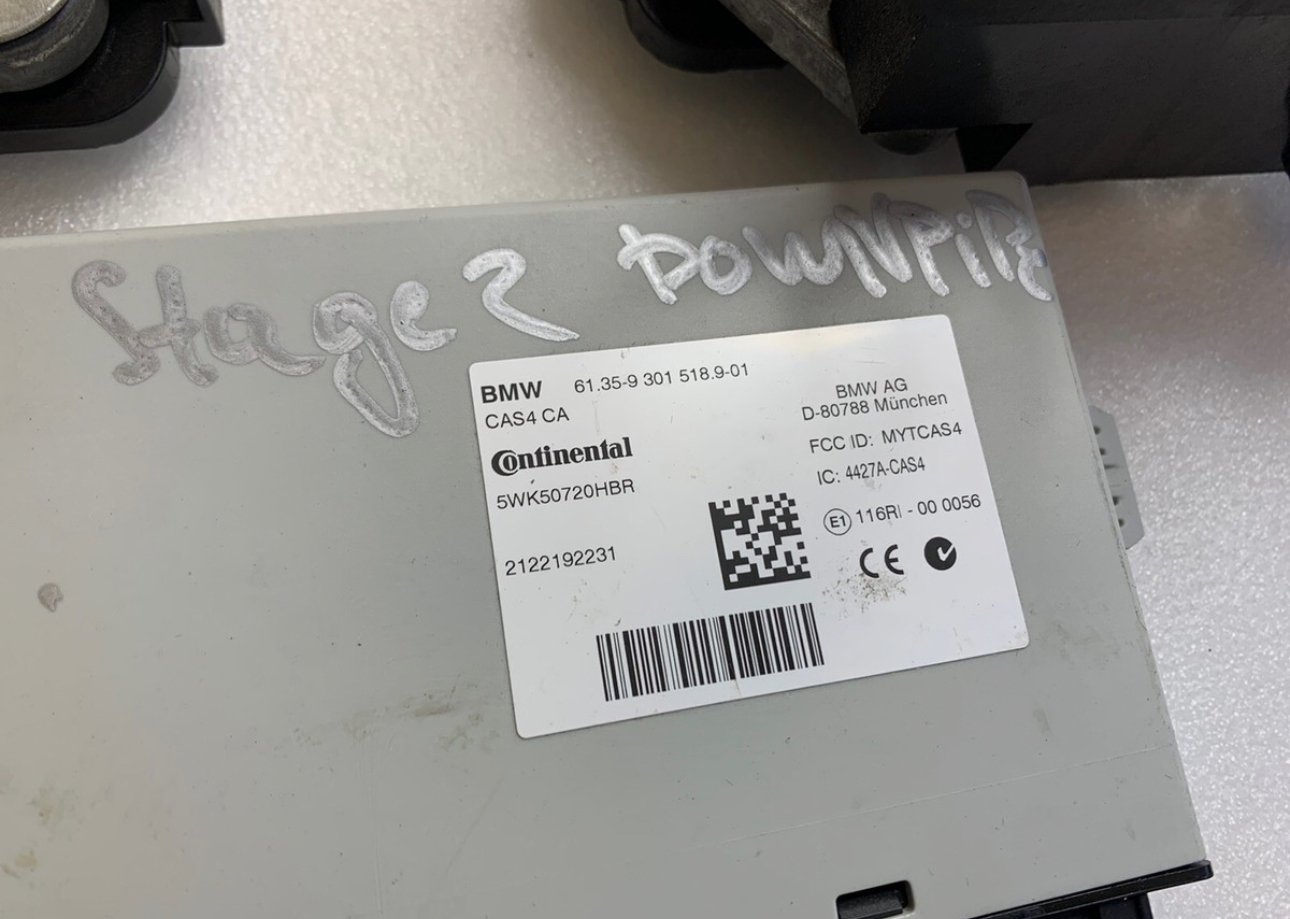 Stage 2 DOWNPiPE
BMW 61.35-9 301 518.9-01
CAS4 CA
Continental
5WK50720HBR
2122192231
BMW AG
D-80788 München
FCC ID: MYTCAS4
IC: 4427A-CAS4
E1 116RI - 00 0056
CE